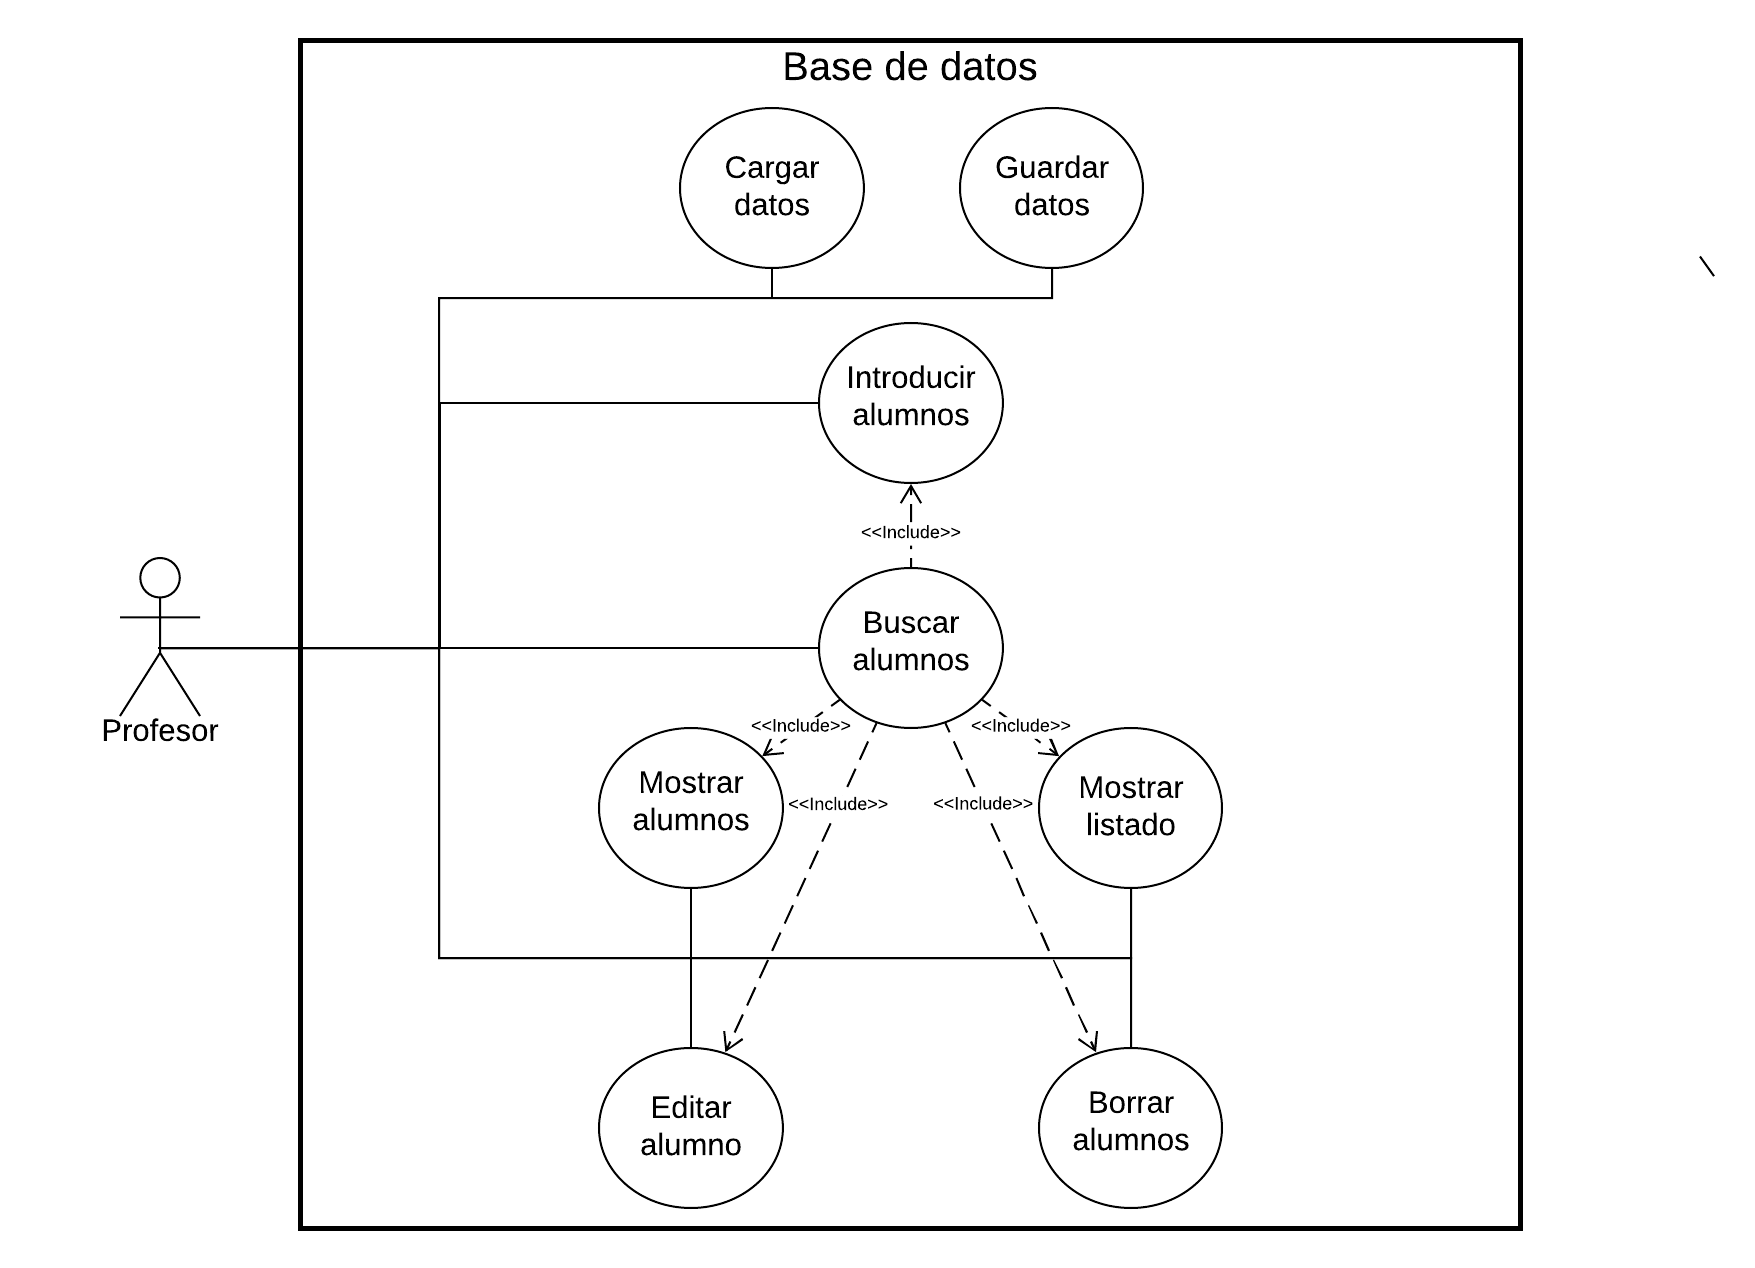 Base de datos
Cargar
datos
Guardar
datos
Introducir
alumnos
<<Include>>
Buscar
alumnos
Profesor
<<Include>>
<<Include>>
Mostrar
alumnos
<<Include>>
<<Include>>
Mostrar
listado
Editar
alumno
Borrar
alumnos